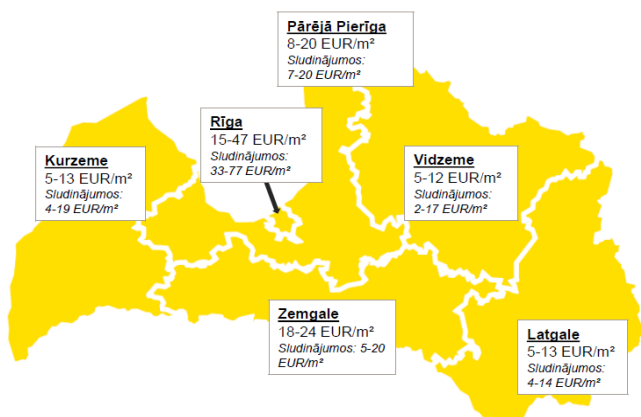 Pārējā Pierīga
8-20 EUR/m²
Sludinājumos:
7-20 EUR/m²
Rīga
15-47 EUR/m²
Sludinājumos:
33-77 EUR/m²
Kurzeme
5-13 EUR/m²
Sludinājumos:
4-19 EUR/m²
Vidzeme
5-12 EUR/m²
Sludinājumos:
2-17 EUR/m²
Zemgale
18-24 EUR/m²
Sludinājumos: 5-20
EUR/m²
Latgale
5-13 EUR/m²
Sludinājumos:
4-14 EUR/m²